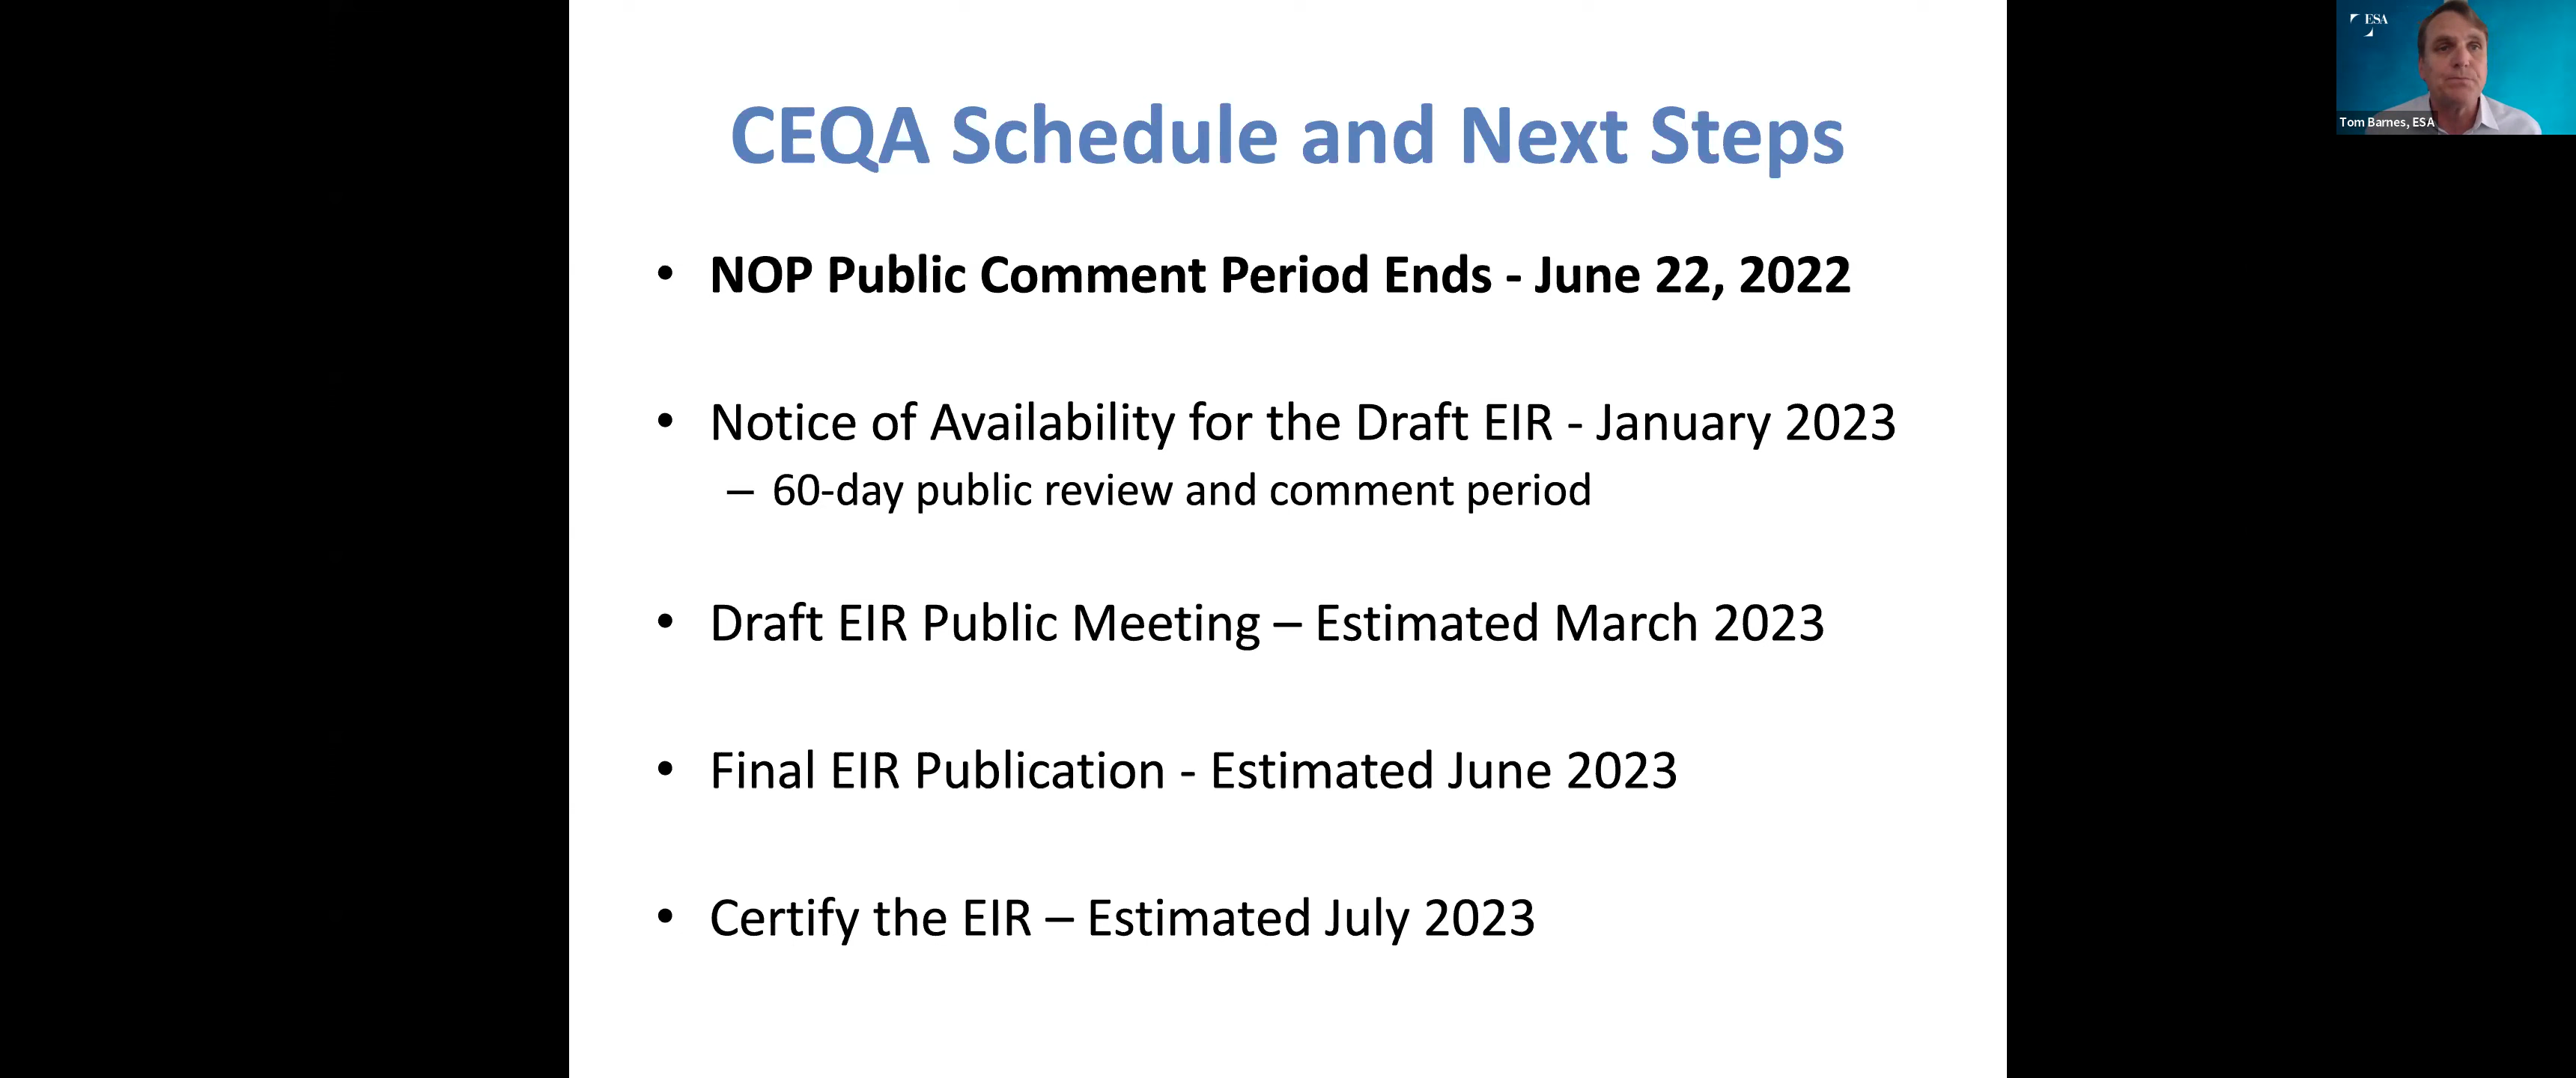 CEQA Schedule and Next Steps
• NOP Public Comment Period Ends - June 22, 2022
• Notice of Availability for the Draft EIR - January 2023
– 60-day public review and comment period
• Draft EIR Public Meeting – Estimated March 2023
• Final EIR Publication - Estimated June 2023
• Certify the EIR – Estimated July 2023
ESA
Tom Barnes, ESA